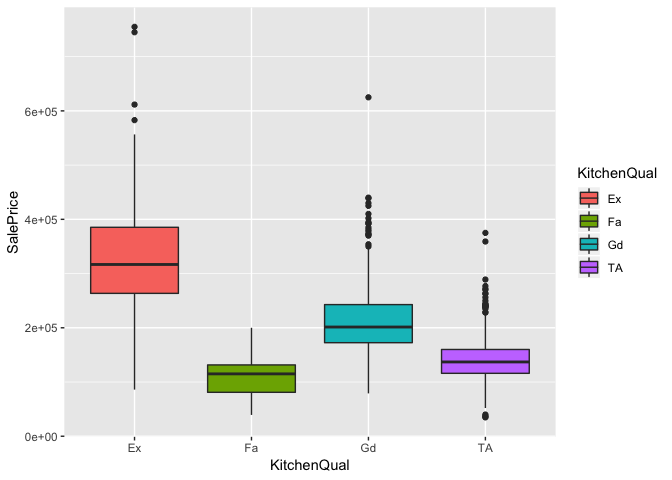 SalePrice
6e+05
4e+05
2e+05
0e+00
Ex Fa Gd TA
KitchenQual
KitchenQual
Ex
Fa
Gd
TA